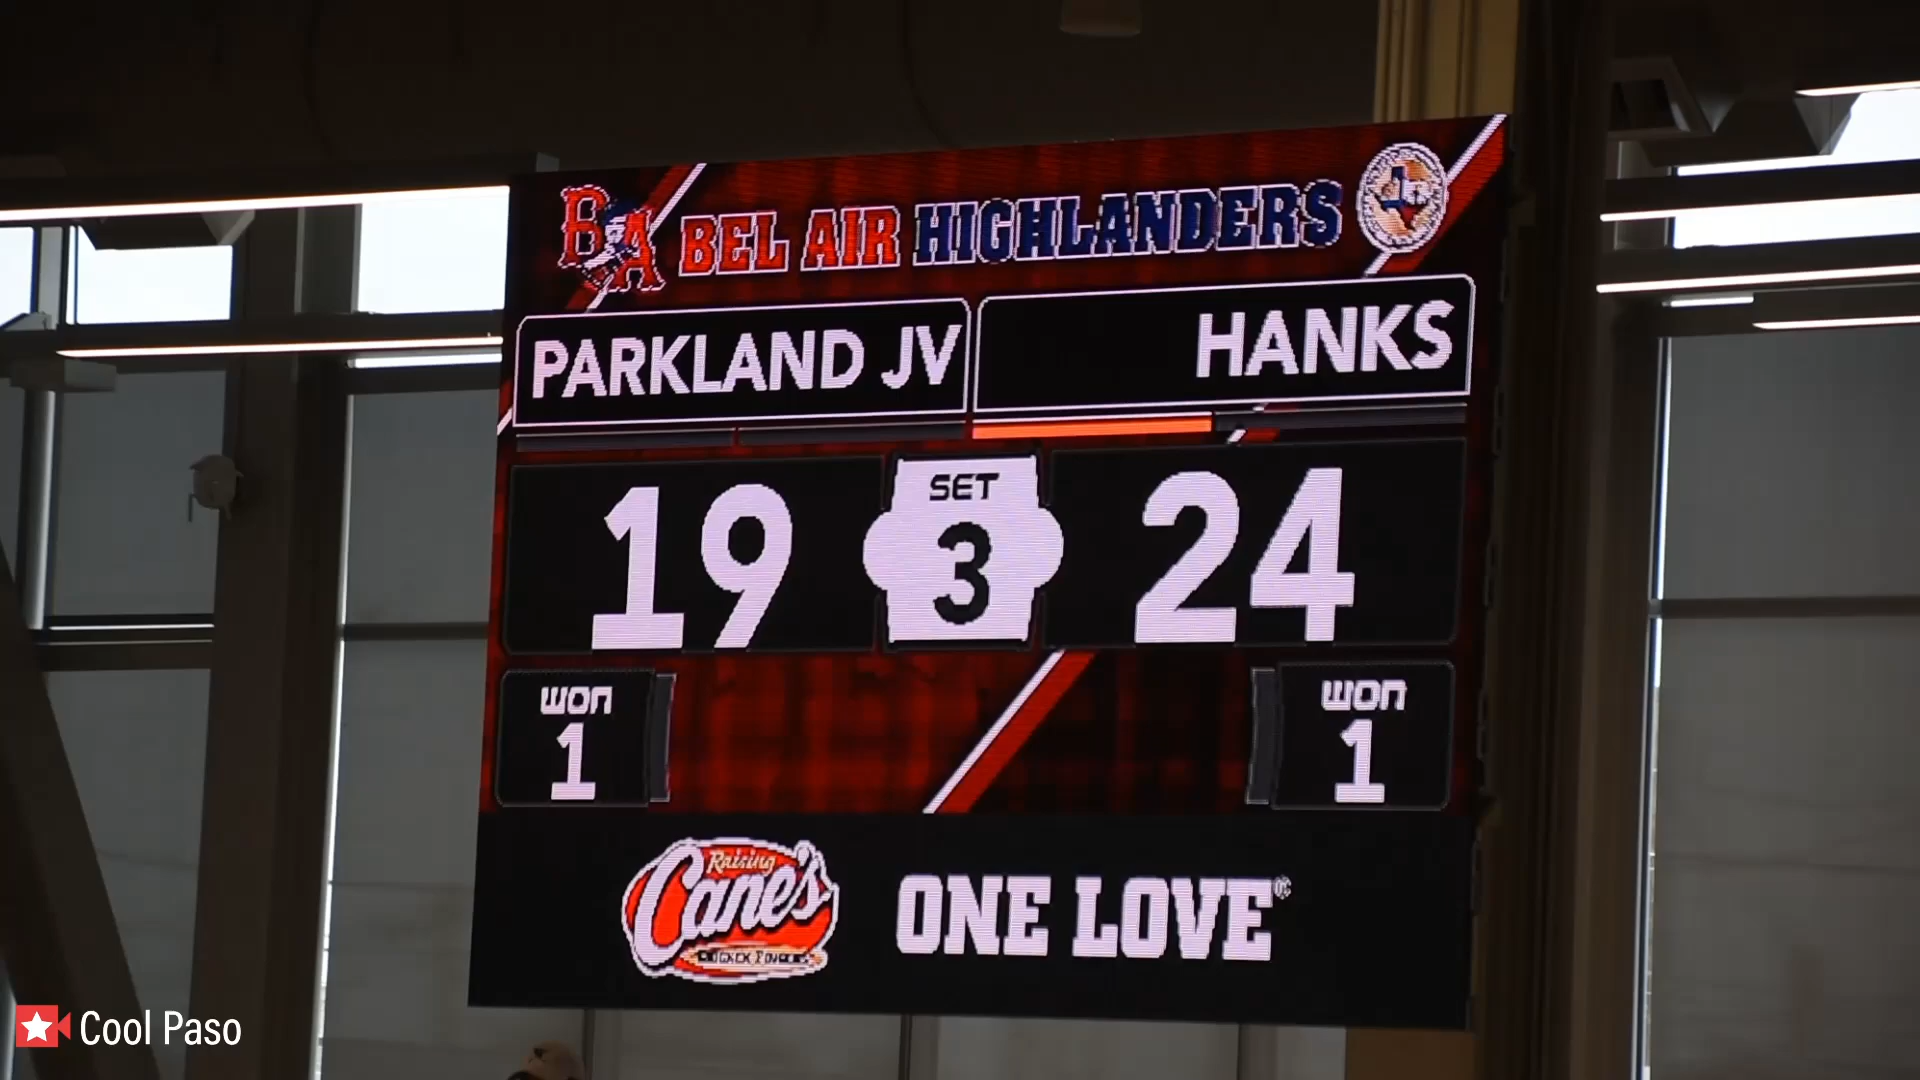 BA BEL AIR HIGHLANDERS
PARKLAND JV HANKS
19 SET 3 24
WON 1 WON 1
Raising Cane's ONE LOVE
Cool Paso